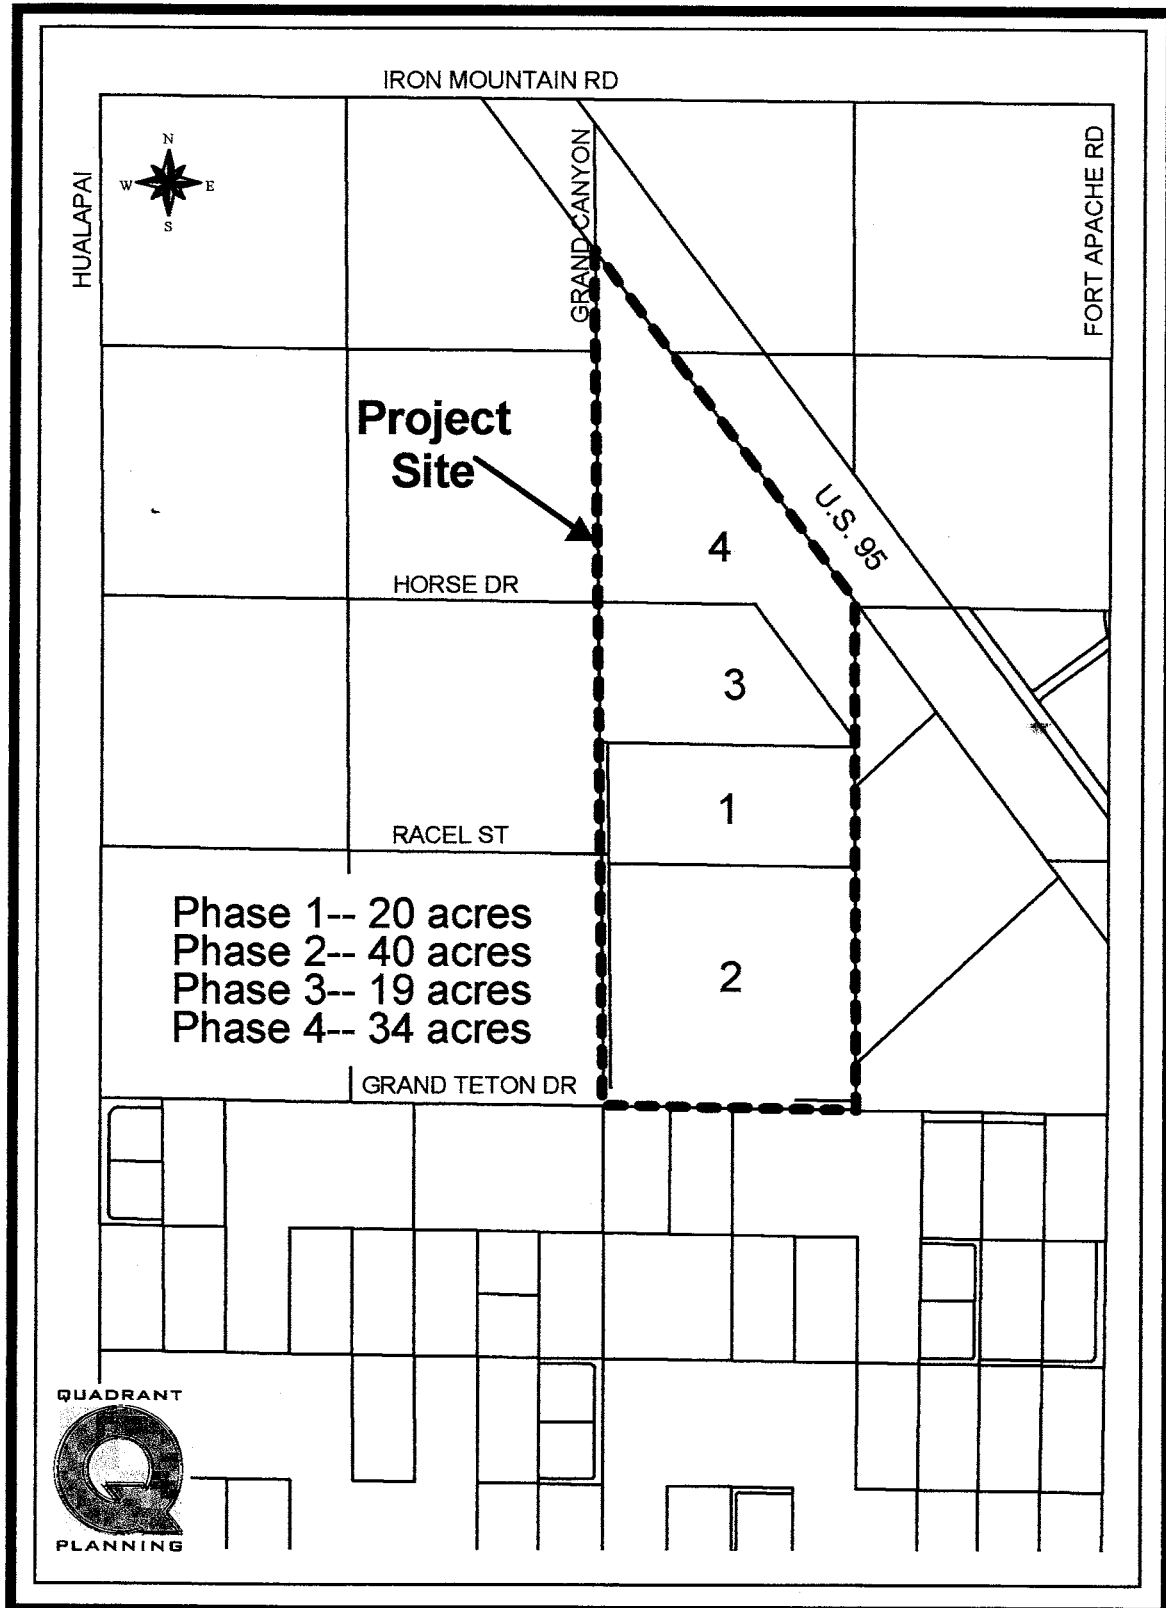 IRON MOUNTAIN RD
N
W E
S
HUALAPAI
GRAND CANYON
FORT APACHE RD
Project
Site
U.S. 95
4
HORSE DR
3
1
RACEL ST
Phase 1-- 20 acres
Phase 2-- 40 acres
Phase 3-- 19 acres
Phase 4-- 34 acres
2
GRAND TETON DR
QUADRANT
Q
PLANNING